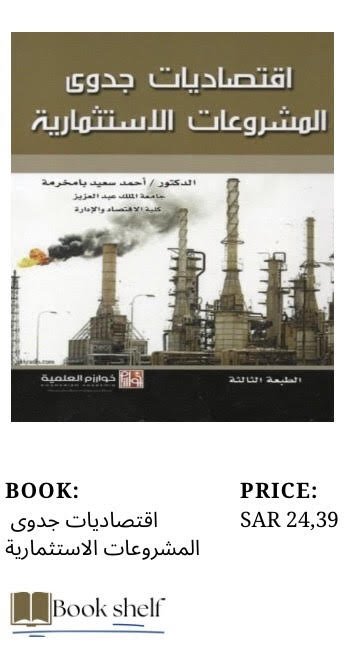 اقتصاديات جدوى
المشروعات الاستثمارية
الدكتور / أحمد سعيد بامخرمة
جامعة الملك عبد العزيز
كلية الاقتصاد والإدارة
خوارزم العلمية
الطبعة الثالثة
BOOK:
اقتصاديات جدوى
المشروعات الاستثمارية
PRICE:
SAR 24,39
Book shelf